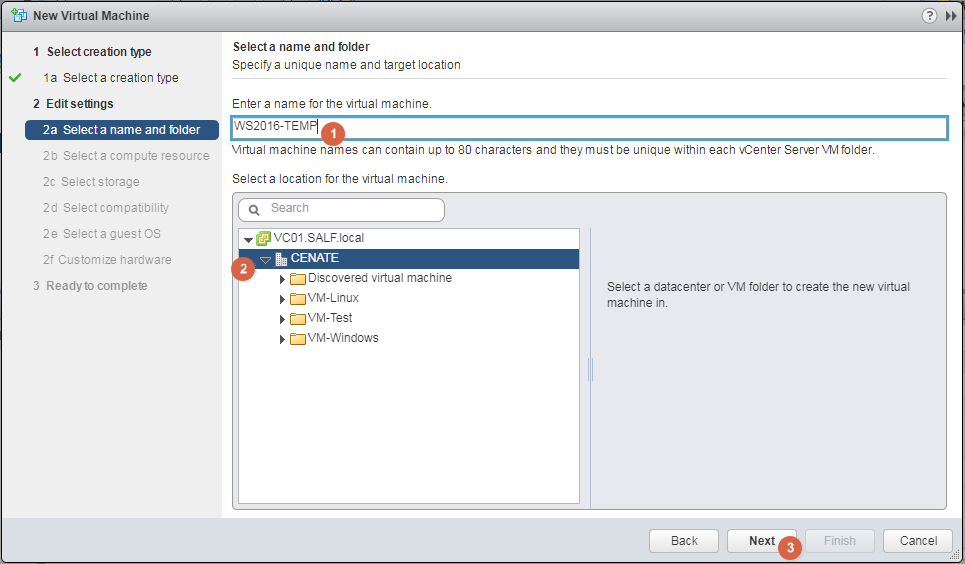 New Virtual Machine
?
1 Select creation type
1a Select a creation type
2 Edit settings
2a Select a name and folder
2b Select a compute resource
2c Select storage
2d Select compatibility
2e Select a guest OS
2f Customize hardware
3 Ready to complete
Select a name and folder
Specify a unique name and target location
Enter a name for the virtual machine.
WS2016-TEMP
1
Virtual machine names can contain up to 80 characters and they must be unique within each vCenter Server VM folder.
Select a location for the virtual machine.
Search
VC01.SALF.local
2
CENATE
Discovered virtual machine
VM-Linux
VM-Test
VM-Windows
Select a datacenter or VM folder to create the new virtual
machine in.
Back
Next
3
Finish
Cancel